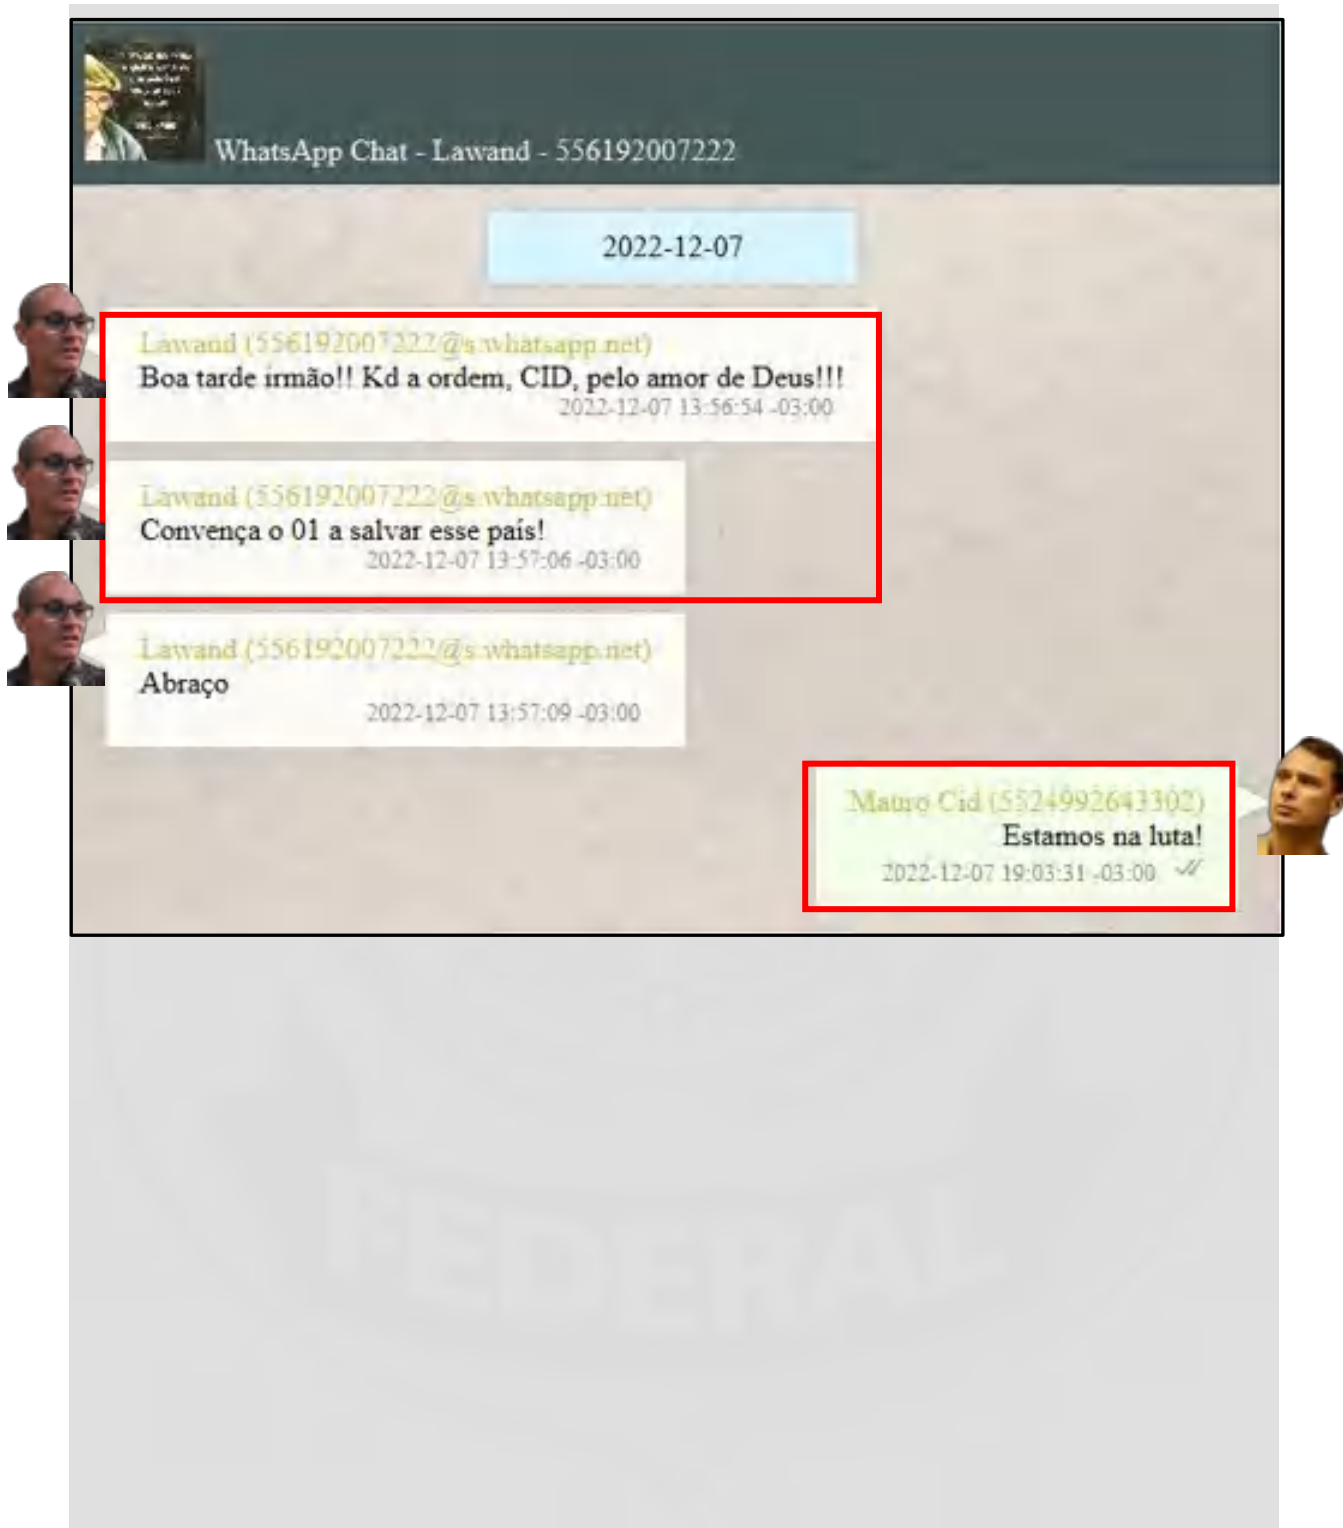 WhatsApp Chat - Lawand - 556192007222
2022-12-07
Lawand (556192007222@s.whatsapp.net)
Boa tarde irmão!! Kd a ordem, CID, pelo amor de Deus!!!
2022-12-07 13:56:54 -03:00
Lawand (556192007222@s.whatsapp.net)
Convença o 01 a salvar esse país!
2022-12-07 13:57:06 -03:00
Lawand (556192007222@s.whatsapp.net)
Abraço
2022-12-07 13:57:09 -03:00
Mauro Cid (5524992643302)
Estamos na luta!
2022-12-07 19:03:31 -03:00
FEDERAL